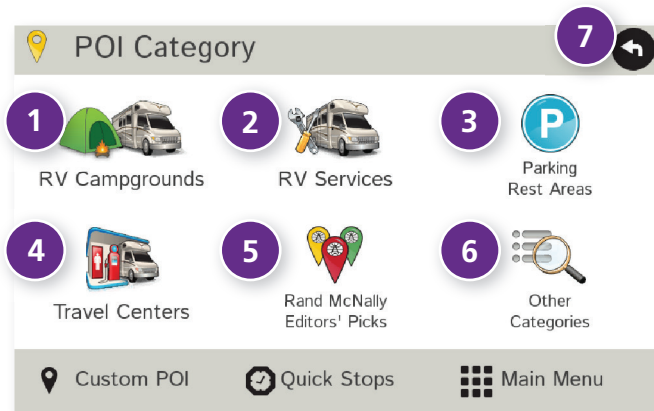 POI Category
7
1
RV Campgrounds
2
RV Services
3
P
Parking
Rest Areas
4
Travel Centers
5
Rand McNally
Editors' Picks
6
Other
Categories
Custom POI
Quick Stops
Main Menu